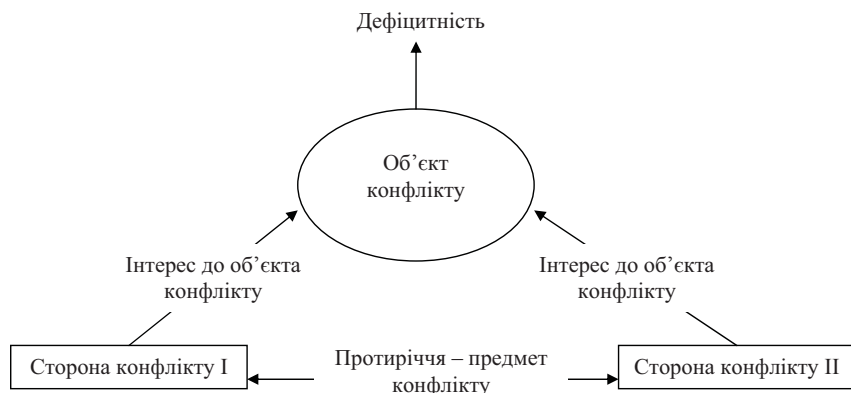 Дефіцитність
Об’єкт
конфлікту
Інтерес до об’єкта
конфлікту
Інтерес до об’єкта
конфлікту
Сторона конфлікту І
Протиріччя – предмет
конфлікту
Сторона конфлікту ІІ